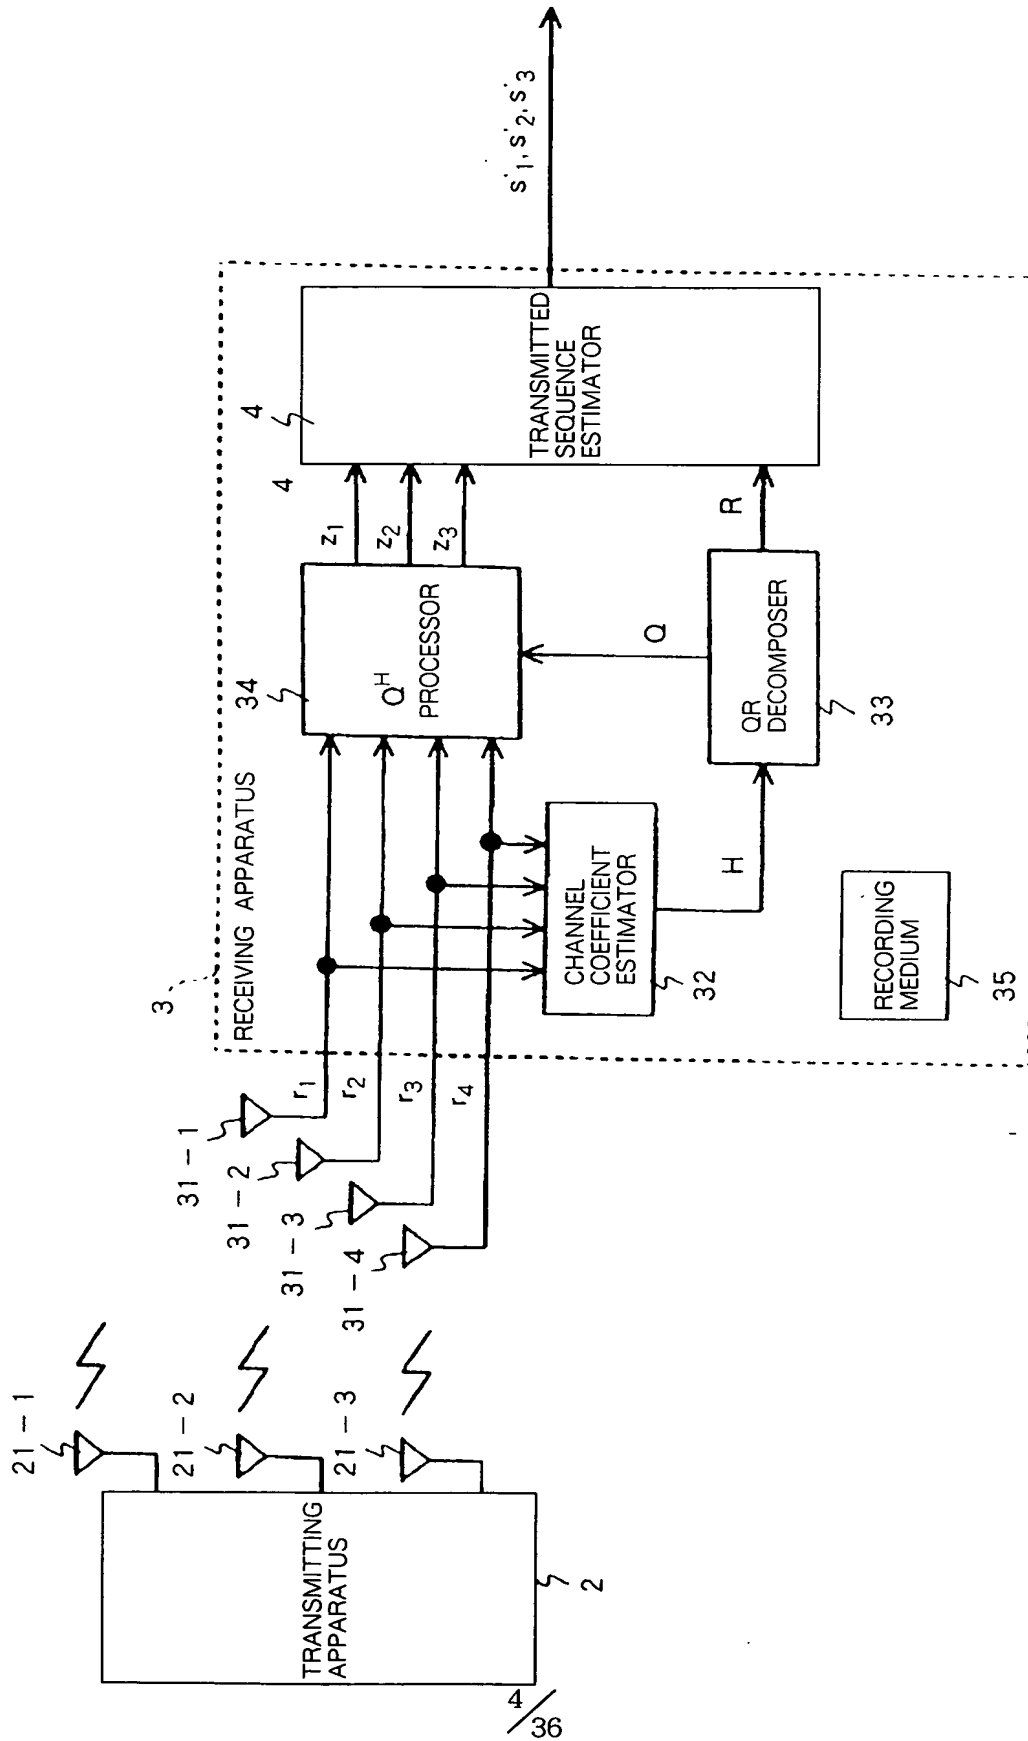 TRANSMITTING
APPARATUS
2
21-1
21-2
21-3
31-1
31-2
31-3
31-4
r1
r2
r3
r4
3
RECEIVING APPARATUS
CHANNEL
COEFFICIENT
ESTIMATOR
32
H
RECORDING
MEDIUM
35
34
Q^H
PROCESSOR
Q
QR
DECOMPOSER
33
z1
z2
z3
R
4
4
TRANSMITTED
SEQUENCE
ESTIMATOR
s'1, s'2, s'3
4/36